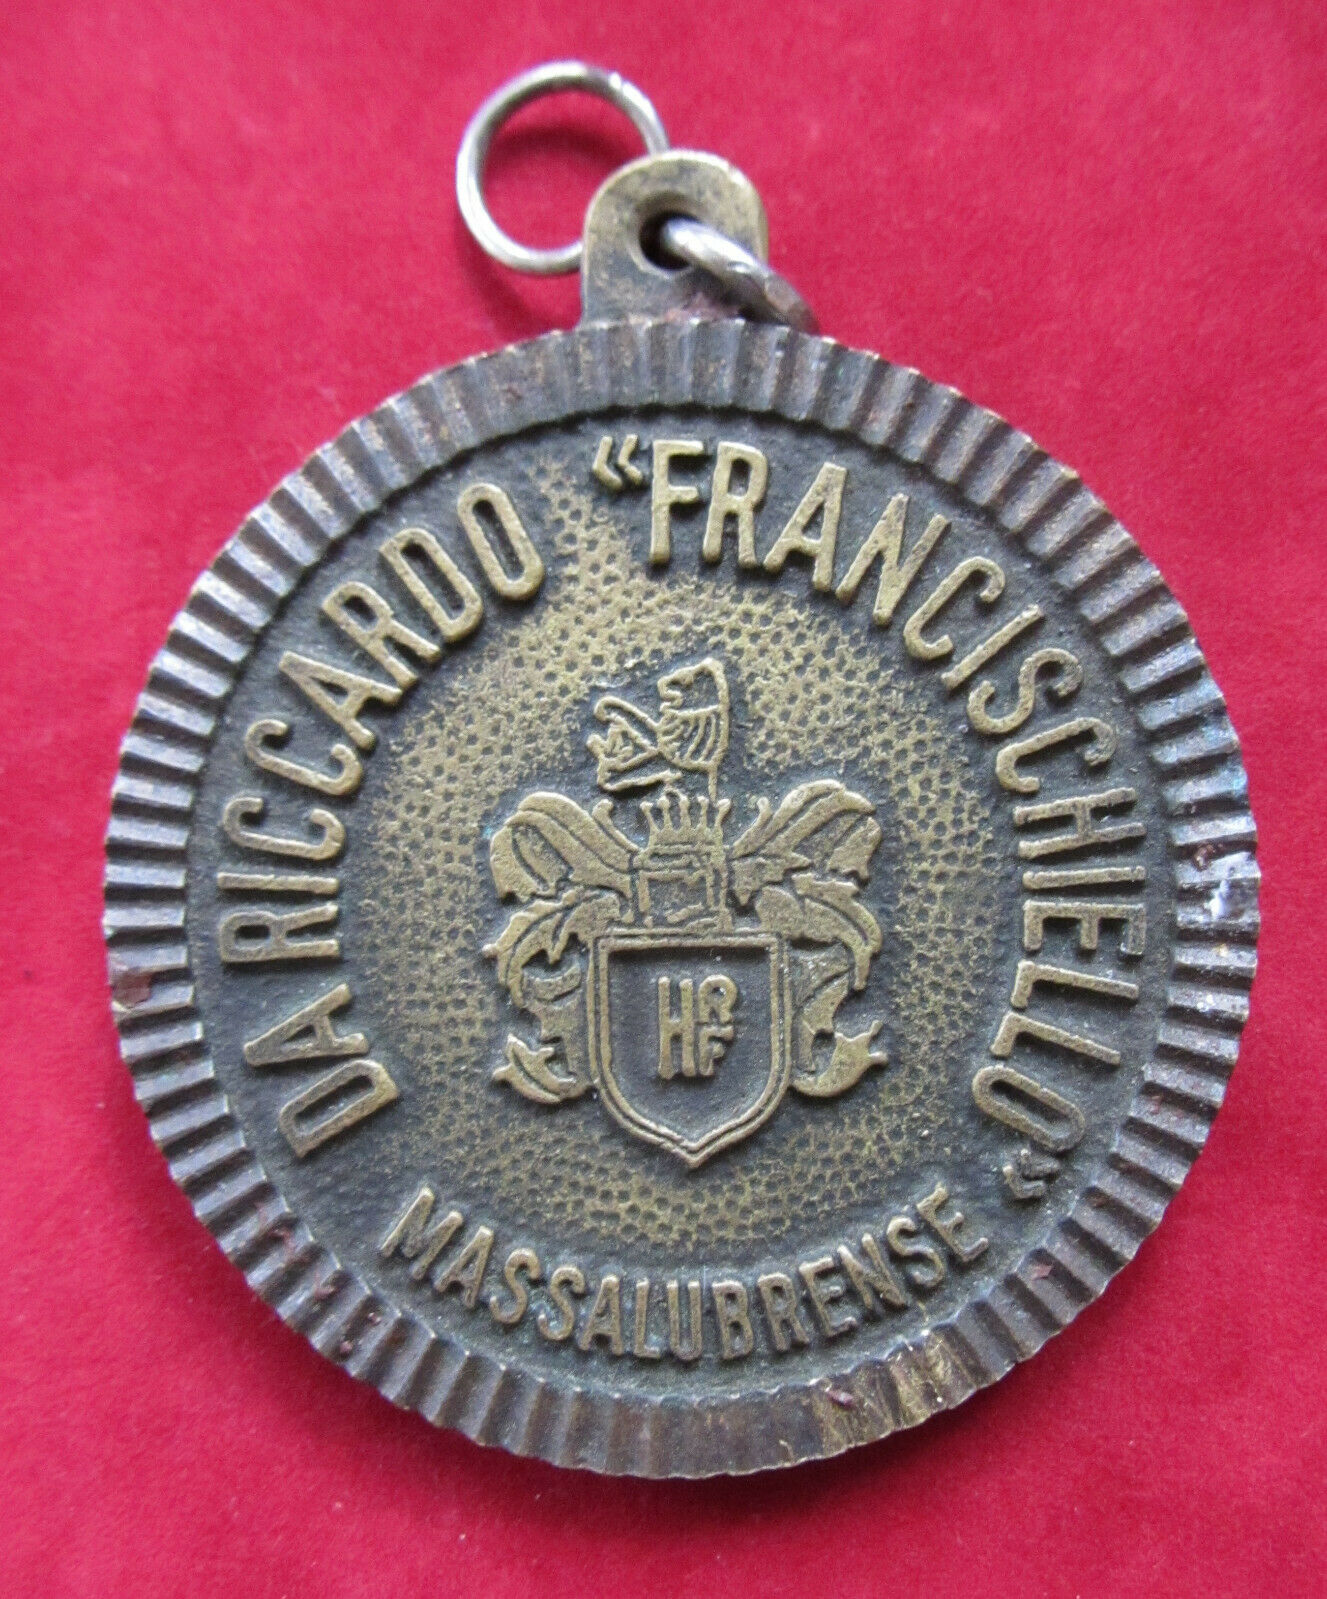 DA RICCARDO «FRANCISCHIELLO»
MASSALUBRENSE
HRF